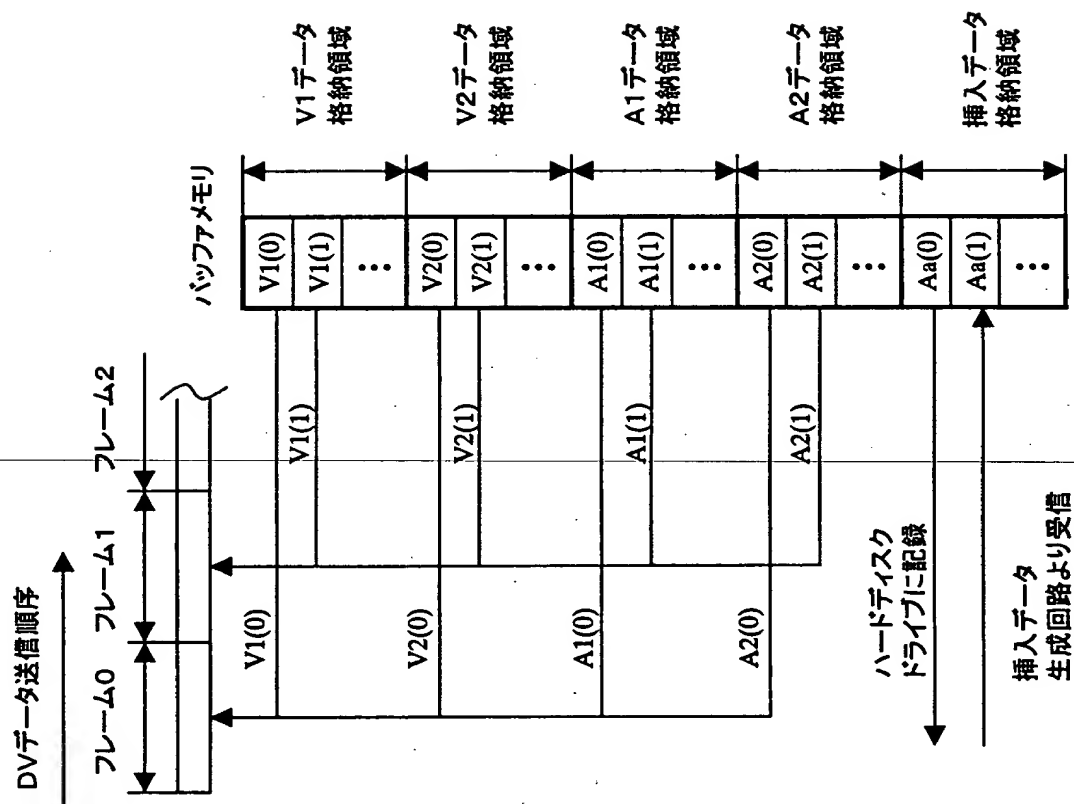 DVデータ送信順序
フレーム0
フレーム1
フレーム2
バッファメモリ
V1(0)
V1(1)
V1(0)
V1(1)
…
V1データ
格納領域
V2(0)
V2(1)
V2(0)
V2(1)
…
V2データ
格納領域
A1(0)
A1(1)
A1(0)
A1(1)
…
A1データ
格納領域
A2(0)
A2(1)
A2(0)
A2(1)
…
A2データ
格納領域
ハードディスク
ドライブに記録
挿入データ
生成回路より受信
Aa(0)
Aa(1)
…
挿入データ
格納領域